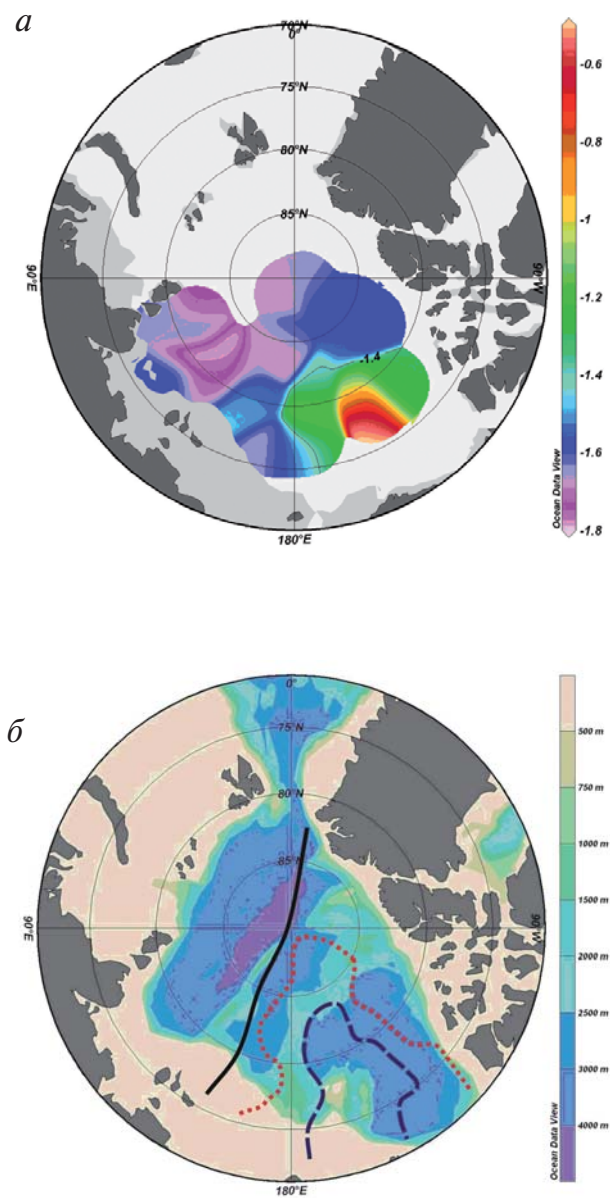 а
70°N
0°
75°N
80°N
85°N
90°E
90°W
-1.4
180°E
-0.6
-0.8
-1
-1.2
-1.4
-1.6
-1.8
Ocean Data View
б
0°
75°N
80°N
85°N
90°E
90°W
180°E
500 m
750 m
1000 m
1500 m
2000 m
2500 m
3000 m
4000 m
Ocean Data View